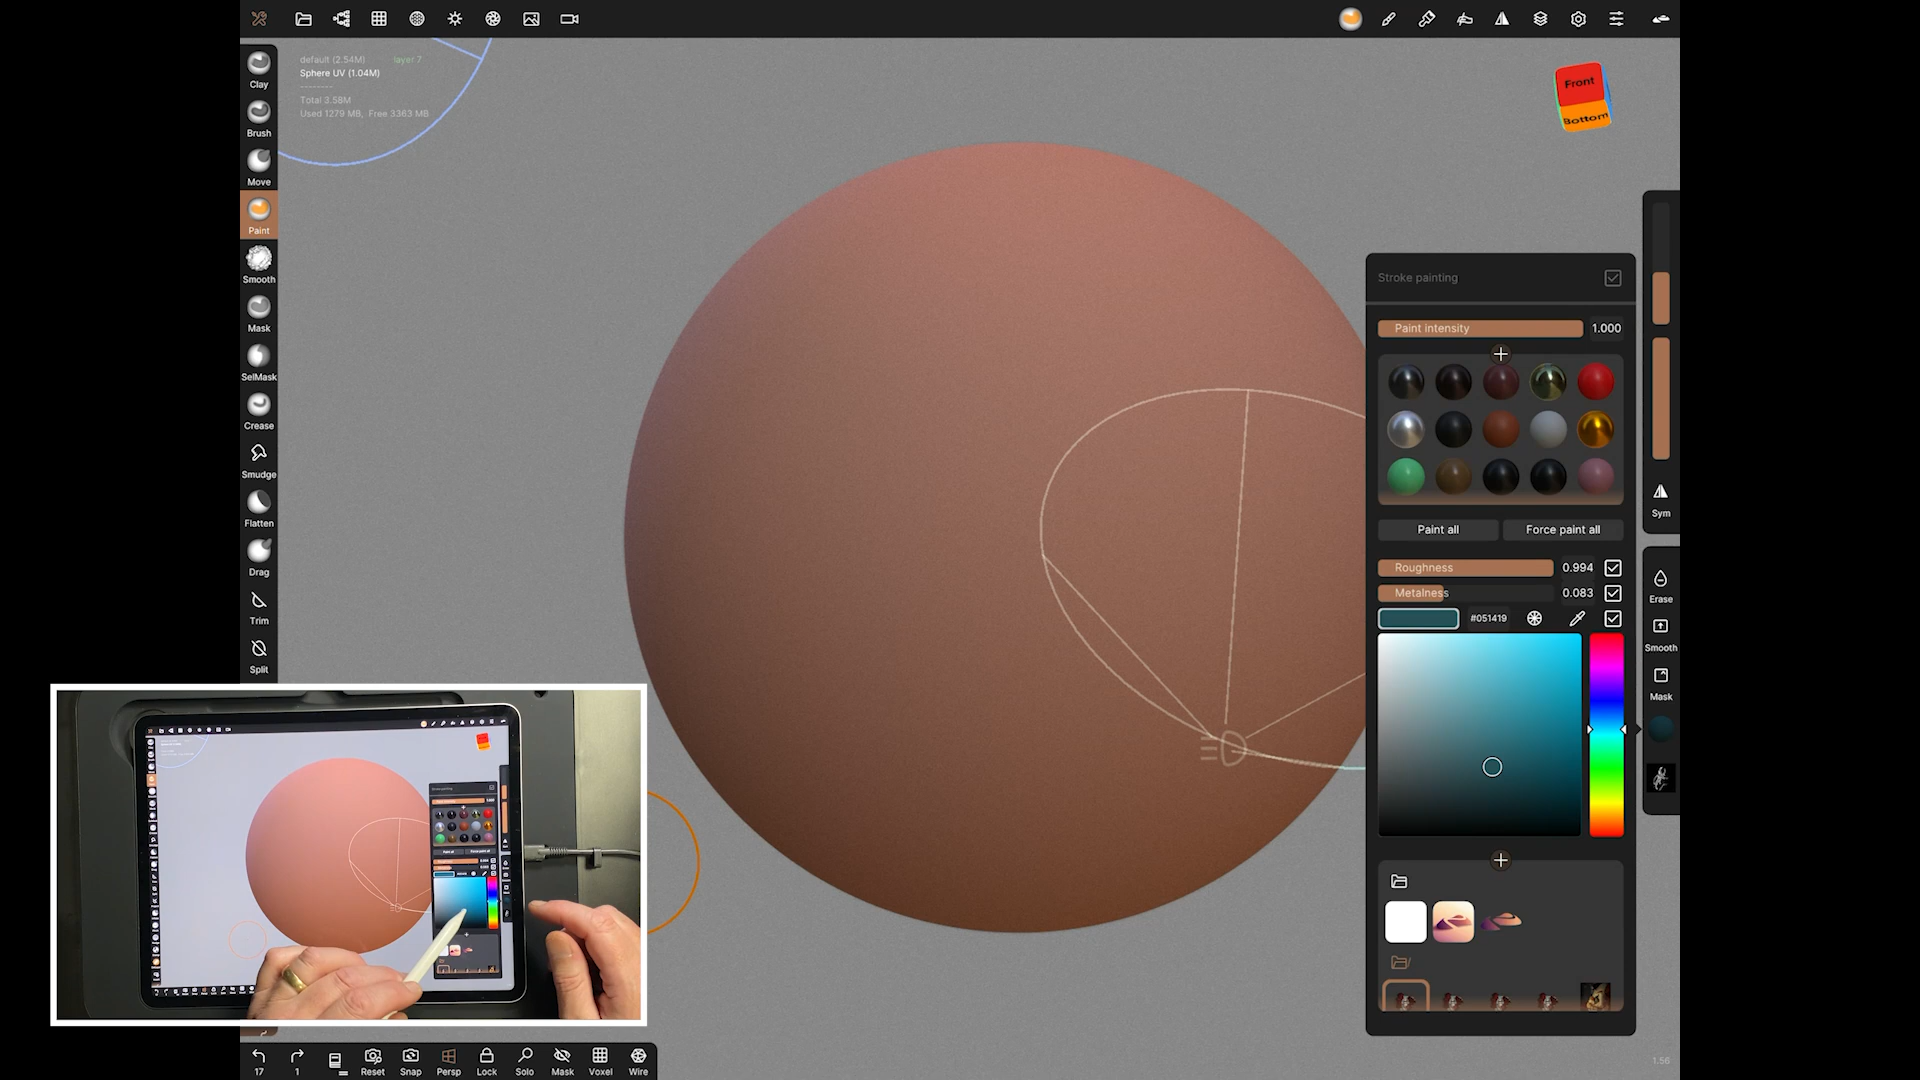 default (2.54M) layer 7
Sphere UV (1.04M)
--------
Total 3.58M
Used 1279 MB, Free 3363 MB
Front
Bottom
Clay
Brush
Move
Paint
Smooth
Mask
SelMask
Crease
Smudge
Flatten
Drag
Trim
Split
Stroke painting
Paint intensity 1.000
Paint all Force paint all
Roughness 0.994
Metalness 0.083
#051419
Sym
Erase
Smooth
Mask
17 1 Reset Snap Persp Lock Solo Mask Voxel Wire
1.56